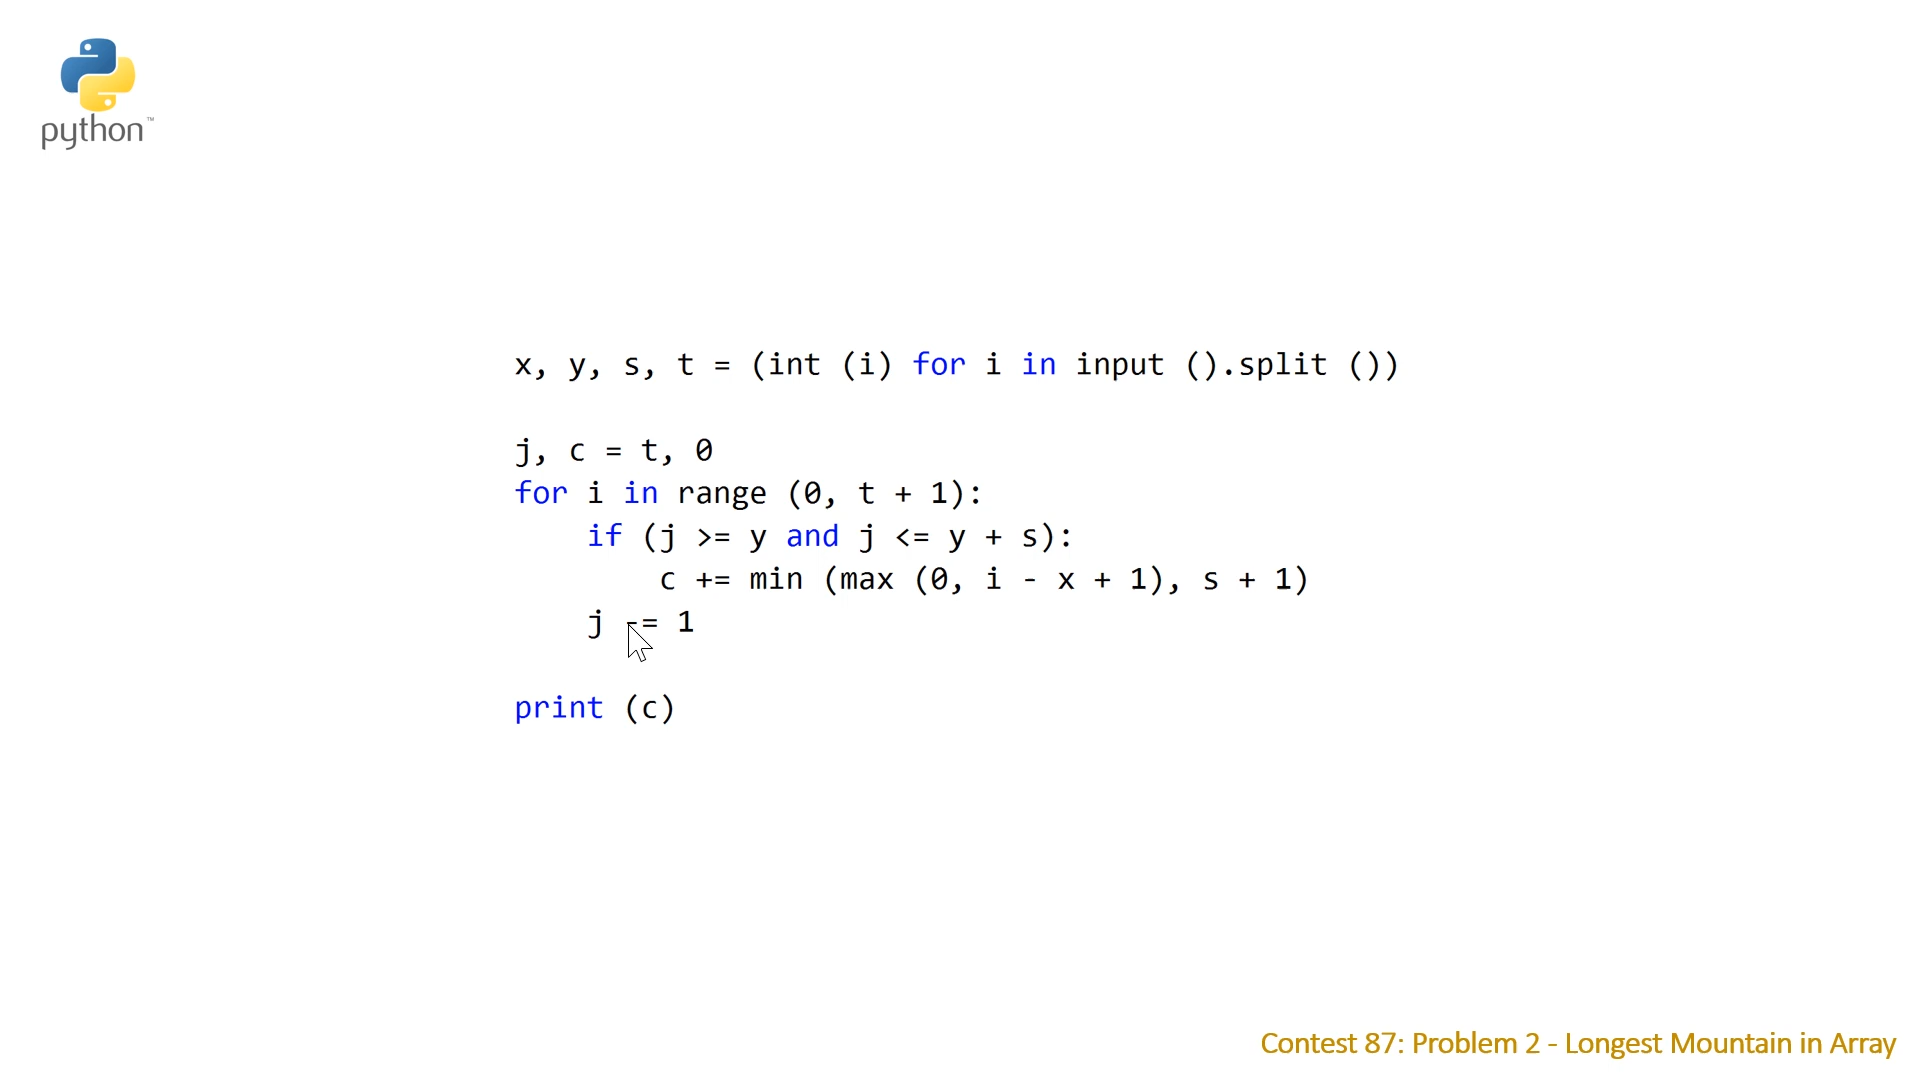 python™
x, y, s, t = (int (i) for i in input ().split ())
j, c = t, 0
for i in range (0, t + 1):
    if (j >= y and j <= y + s):
        c += min (max (0, i - x + 1), s + 1)
    j -= 1
print (c)
Contest 87: Problem 2 - Longest Mountain in Array